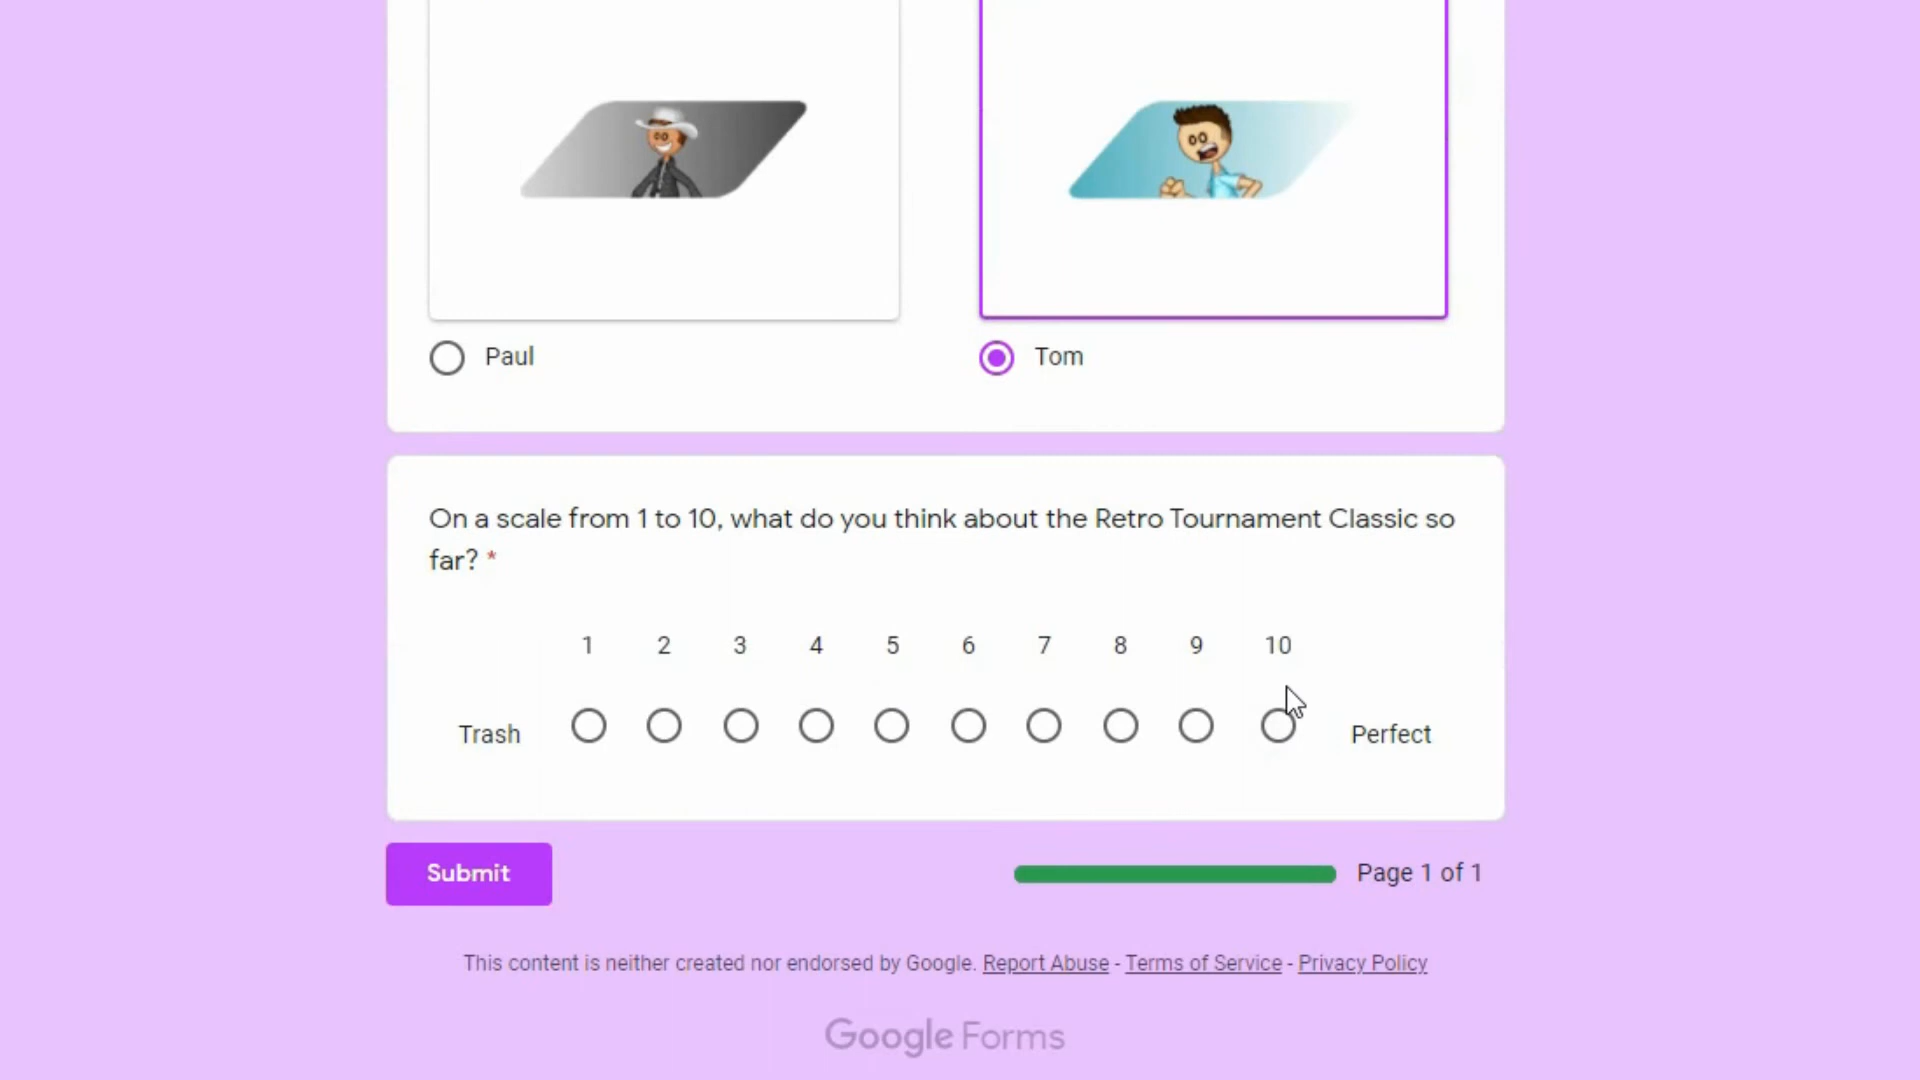 Paul
Tom
On a scale from 1 to 10, what do you think about the Retro Tournament Classic so
far? *
1 2 3 4 5 6 7 8 9 10
Trash
Perfect
Submit
Page 1 of 1
This content is neither created nor endorsed by Google. Report Abuse - Terms of Service - Privacy Policy
Google Forms